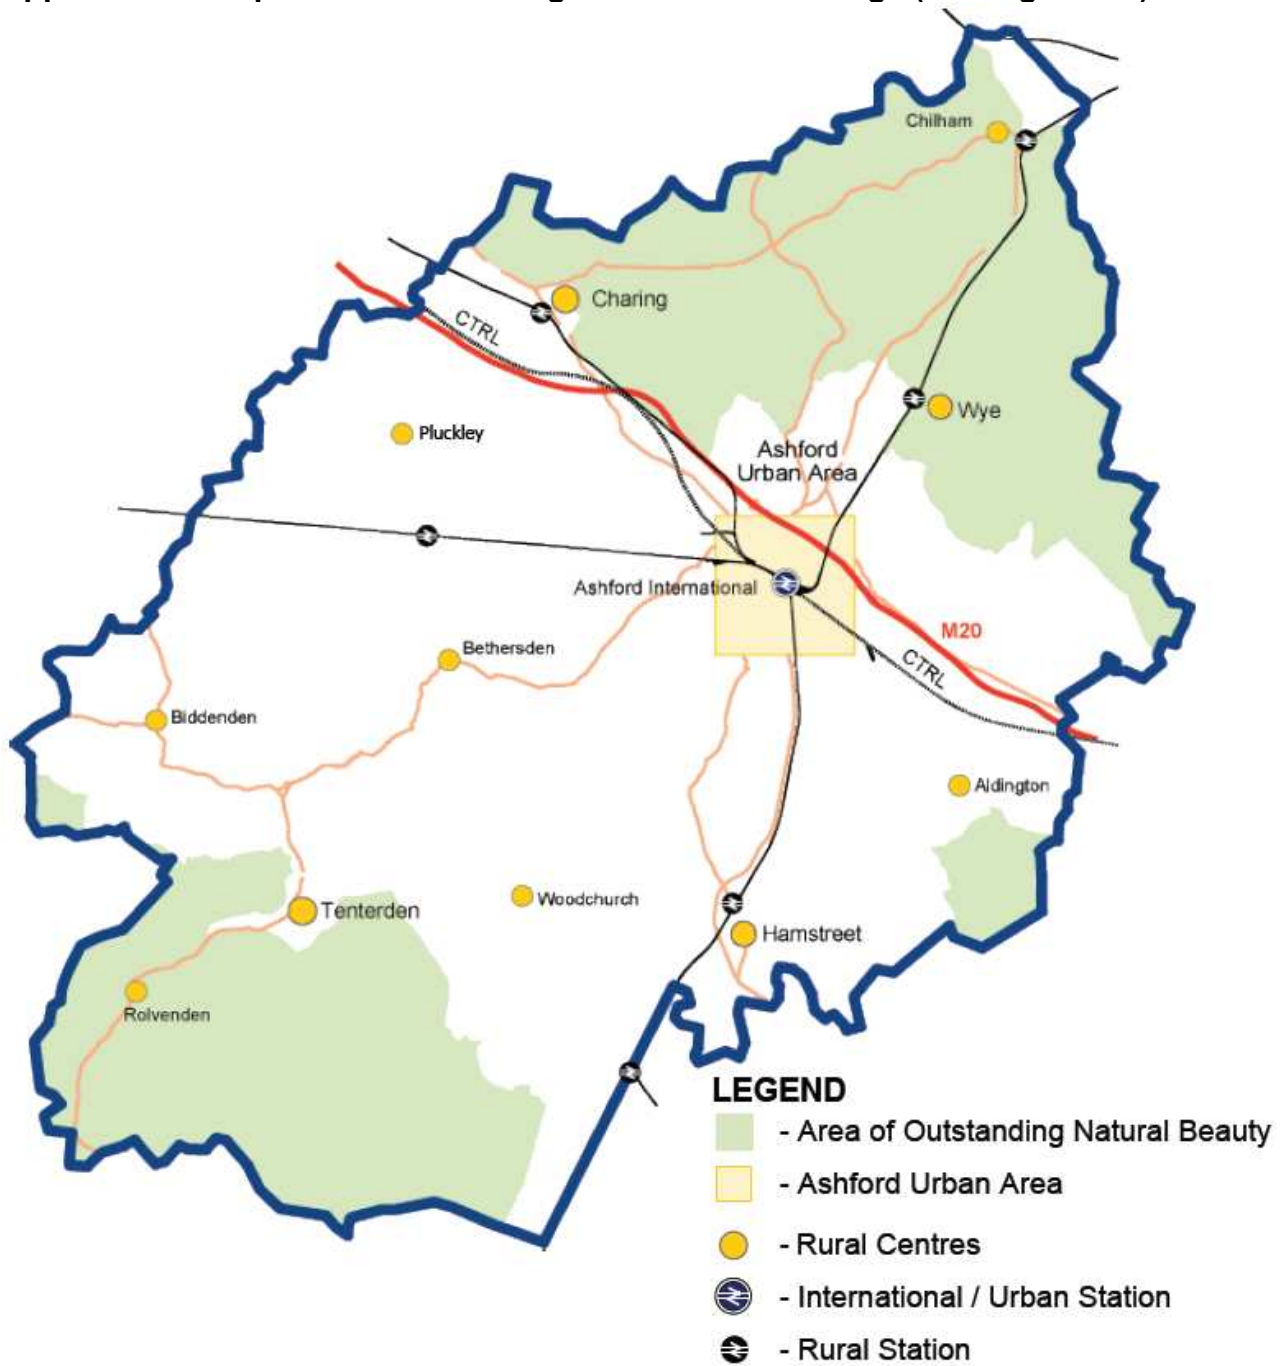 Chilham
Charing
CTRL
Wye
Pluckley
Ashford
Urban Area
Ashford International
M20
CTRL
Bethersden
Biddenden
Aldington
Woodchurch
Tenterden
Hamstreet
Rolvenden
LEGEND
- Area of Outstanding Natural Beauty
- Ashford Urban Area
- Rural Centres
- International / Urban Station
- Rural Station